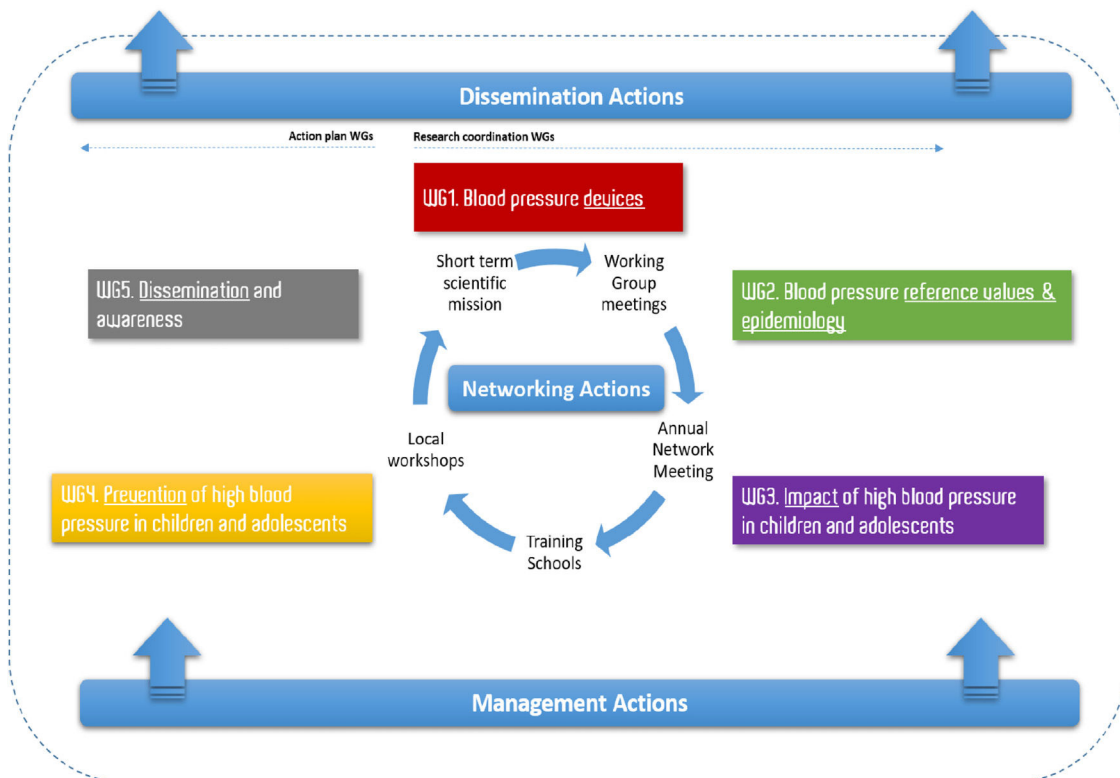 Dissemination Actions
Action plan WGs
Research coordination WGs
WG1. Blood pressure devices
Short term
scientific
mission
Working
Group
meetings
WG5. Dissemination and
awareness
WG2. Blood pressure reference values &
epidemiology
Networking Actions
Local
workshops
Annual
Network
Meeting
WG4. Prevention of high blood
pressure in children and adolescents
WG3. Impact of high blood pressure
in children and adolescents
Training
Schools
Management Actions